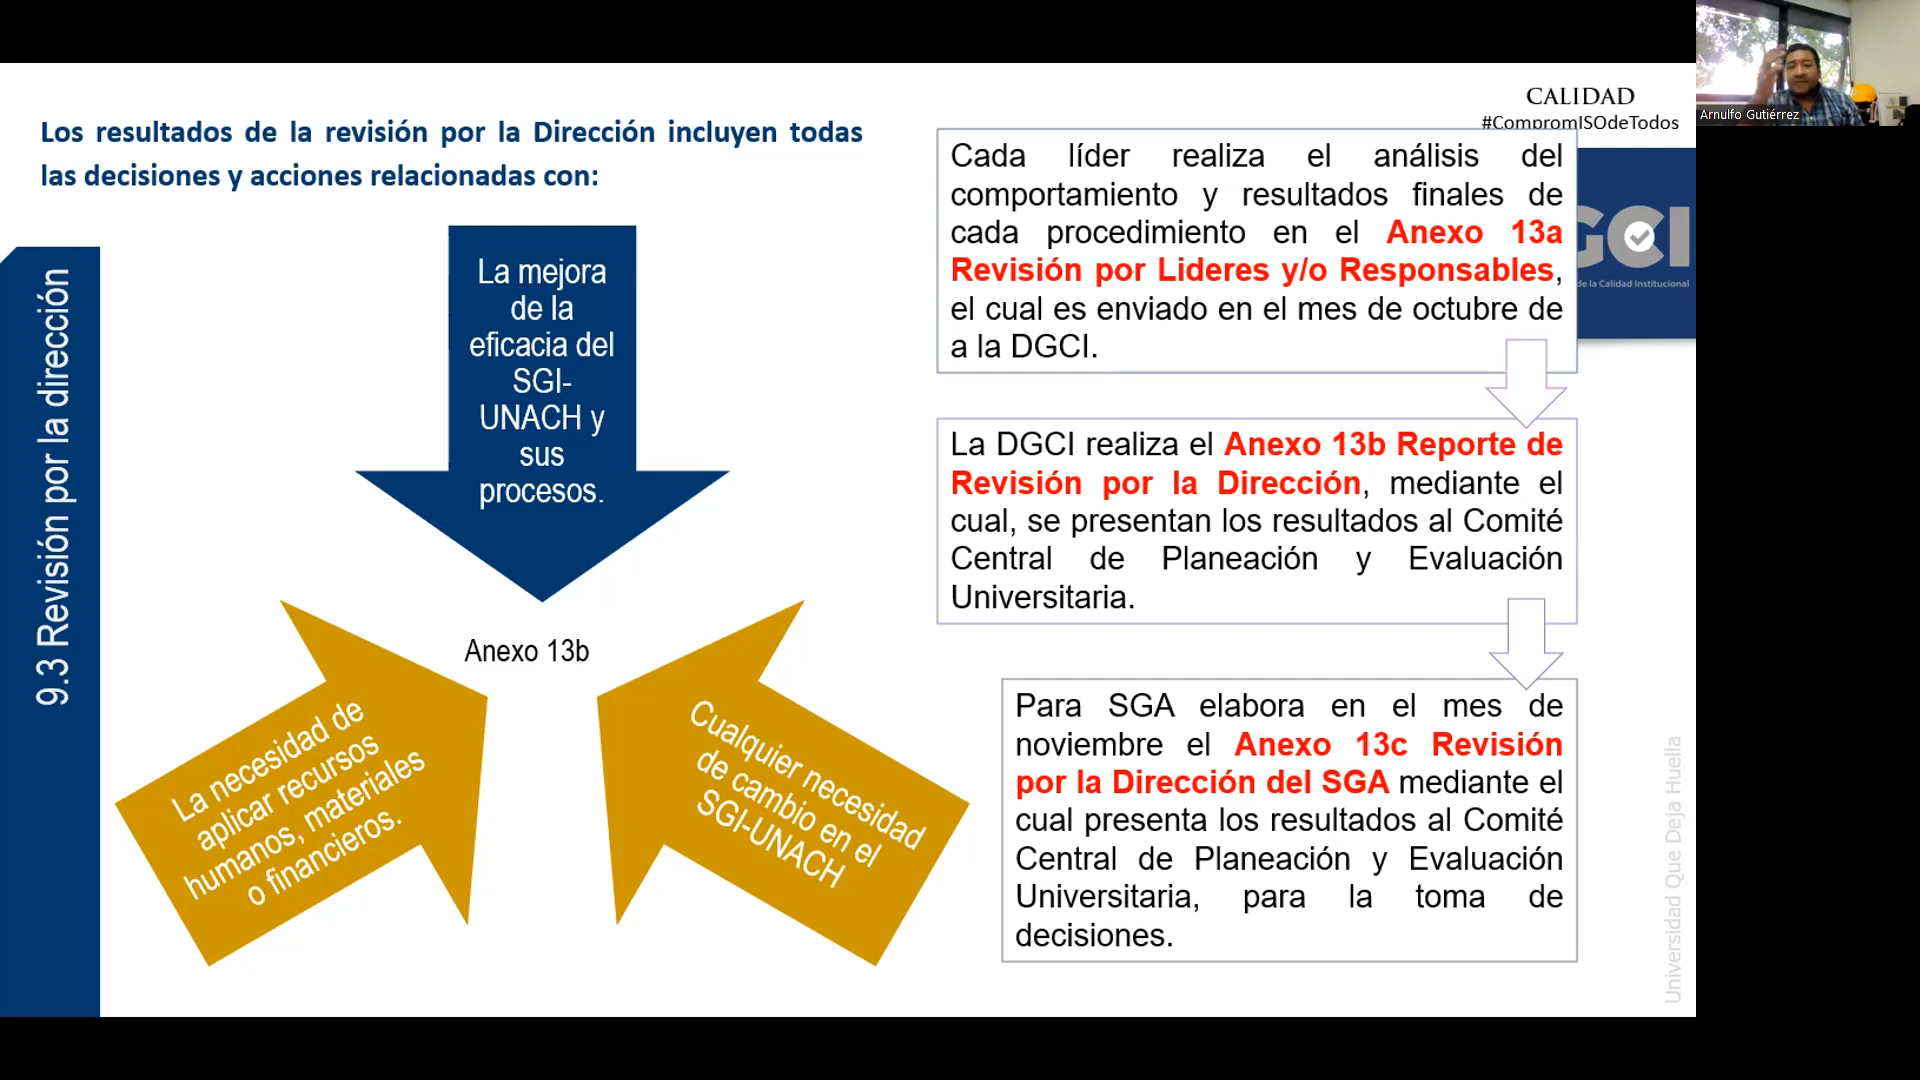 Los resultados de la revisión por la Dirección incluyen todas
las decisiones y acciones relacionadas con:
9.3 Revisión por la dirección
La mejora
de la
eficacia del
SGI-
UNACH y
sus
procesos.
Anexo 13b
La necesidad de
aplicar recursos
humanos, materiales
o financieros.
Cualquier necesidad
de cambio en el
SGI-UNACH
CALIDAD
#CompromISOdeTodos
Cada líder realiza el análisis del
comportamiento y resultados finales de
cada procedimiento en el Anexo 13a
Revisión por Lideres y/o Responsables,
el cual es enviado en el mes de octubre de
a la DGCI.
GCI
de la Calidad Institucional
La DGCI realiza el Anexo 13b Reporte de
Revisión por la Dirección, mediante el
cual, se presentan los resultados al Comité
Central de Planeación y Evaluación
Universitaria.
Para SGA elabora en el mes de
noviembre el Anexo 13c Revisión
por la Dirección del SGA mediante el
cual presenta los resultados al Comité
Central de Planeación y Evaluación
Universitaria, para la toma de
decisiones.
Universidad Que Deja Huella
Arnulfo Gutiérrez